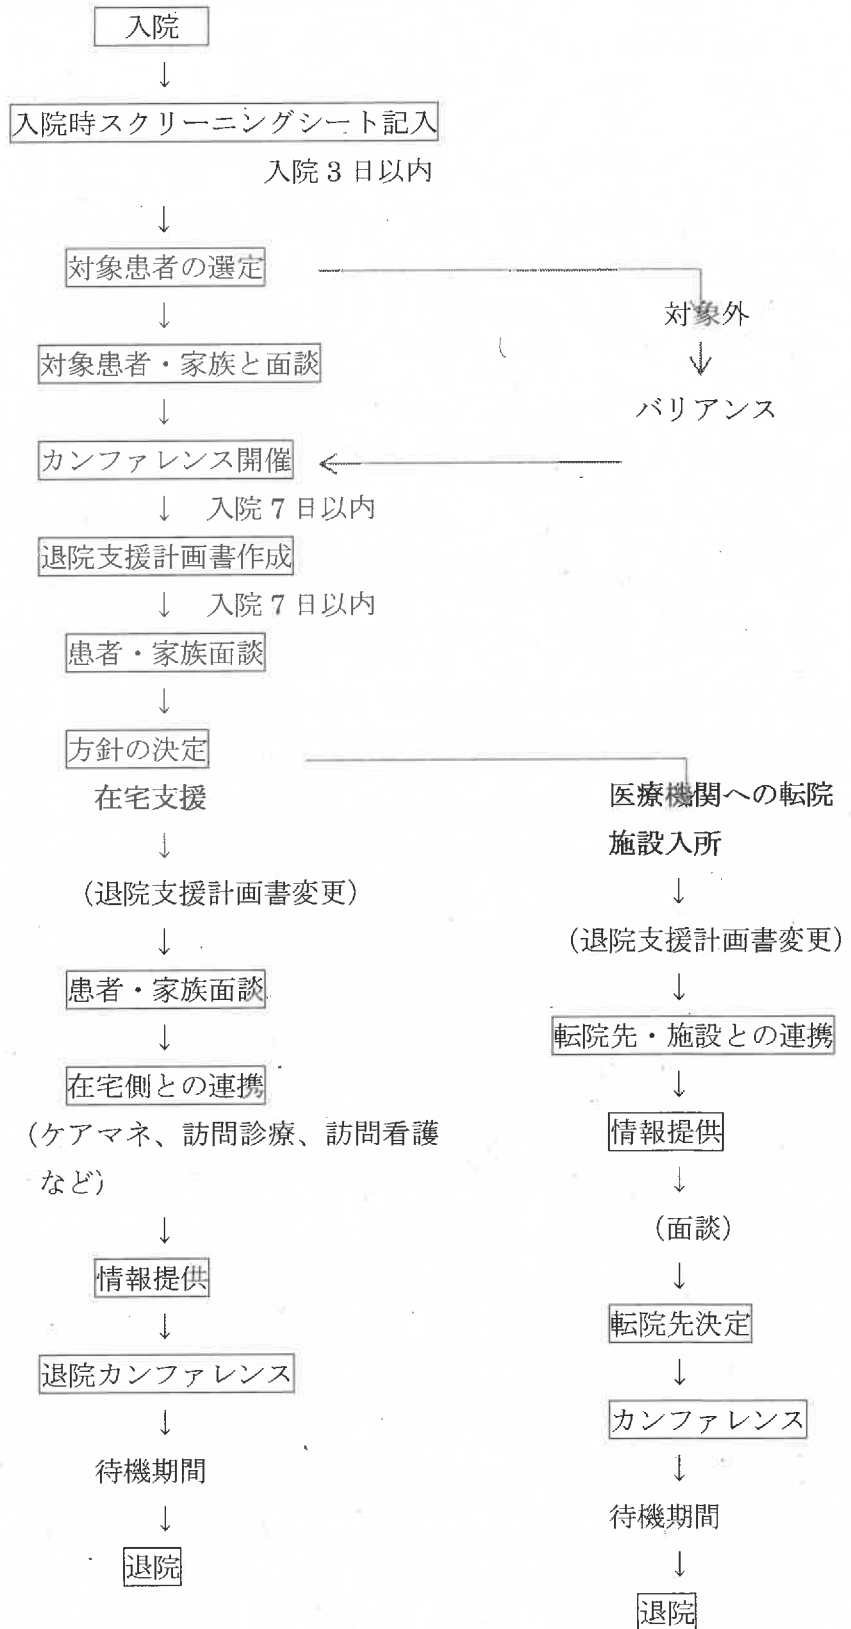 入院
↓
入院時スクリーニングシート記入
入院3日以内
↓
対象患者の選定
対象外
↓
↓
バリアンス
対象患者・家族と面談
↓
カンファレンス開催
←
↓ 入院7日以内
退院支援計画書作成
↓ 入院7日以内
患者・家族面談
↓
方針の決定
在宅支援
↓
(退院支援計画書変更)
↓
患者・家族面談
↓
在宅側との連携
(ケアマネ、訪問診療、訪問看護
など)
↓
情報提供
↓
退院カンファレンス
↓
待機期間
↓
退院
医療機関への転院
施設入所
↓
(退院支援計画書変更)
↓
転院先・施設との連携
↓
情報提供
↓
(面談)
↓
転院先決定
↓
カンファレンス
↓
待機期間
↓
退院